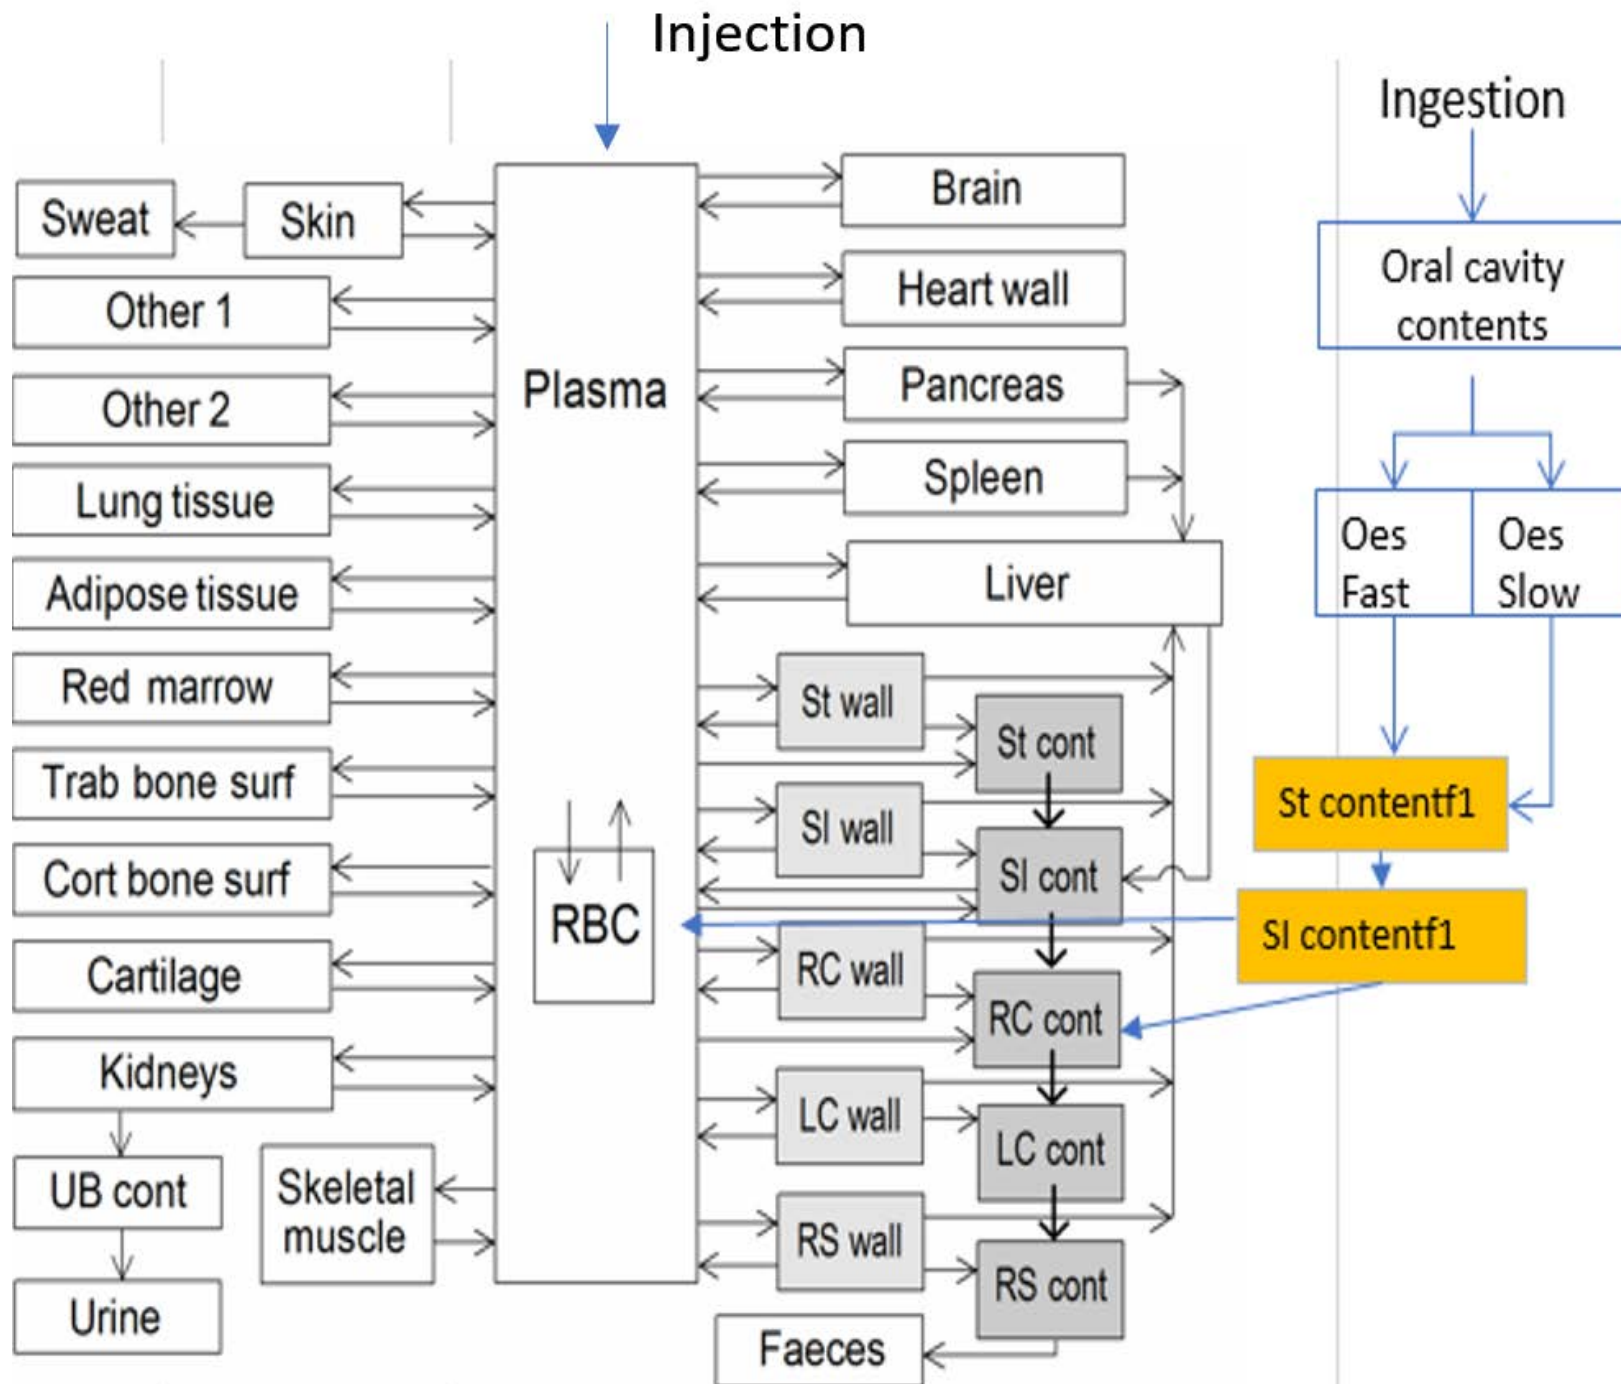 Injection
Ingestion
Sweat
Skin
Other 1
Other 2
Lung tissue
Adipose tissue
Red marrow
Trab bone surf
Cort bone surf
Cartilage
Kidneys
UB cont
Urine
Skeletal
muscle
Plasma
RBC
Brain
Heart wall
Pancreas
Spleen
Liver
St wall
St cont
SI wall
SI cont
RC wall
RC cont
LC wall
LC cont
RS wall
RS cont
Faeces
Oral cavity
contents
Oes
Fast
Oes
Slow
St contentf1
SI contentf1